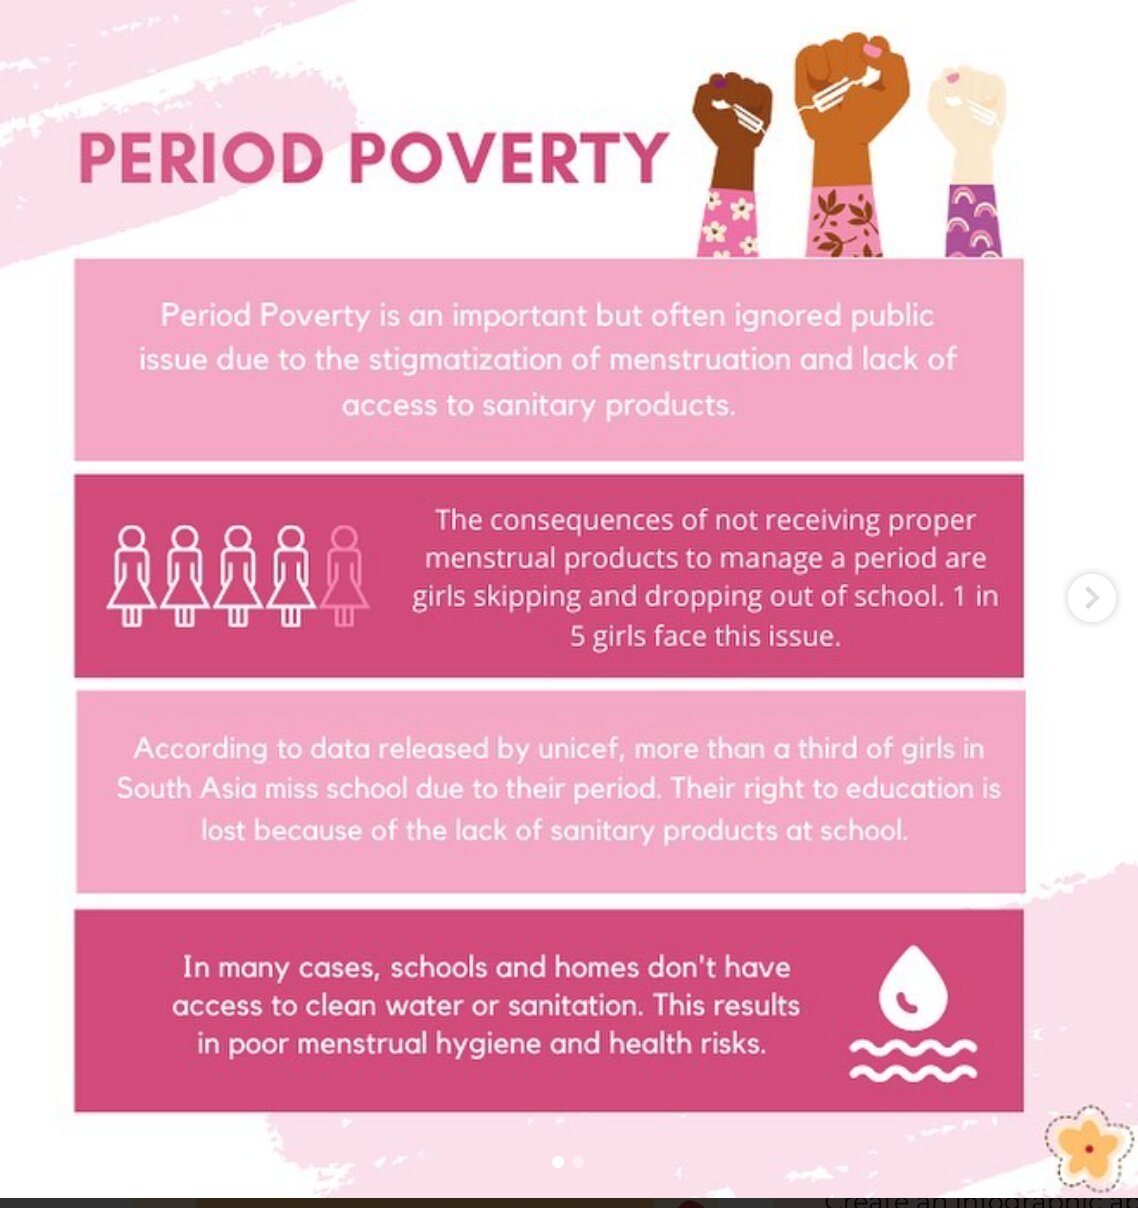 PERIOD POVERTY
Period Poverty is an important but often ignored public
issue due to the stigmatization of menstruation and lack of
access to sanitary products.
The consequences of not receiving proper
menstrual products to manage a period are
girls skipping and dropping out of school. 1 in
5 girls face this issue.
According to data released by unicef, more than a third of girls in
South Asia miss school due to their period. Their right to education is
lost because of the lack of sanitary products at school.
In many cases, schools and homes don't have
access to clean water or sanitation. This results
in poor menstrual hygiene and health risks.
Create an infographic